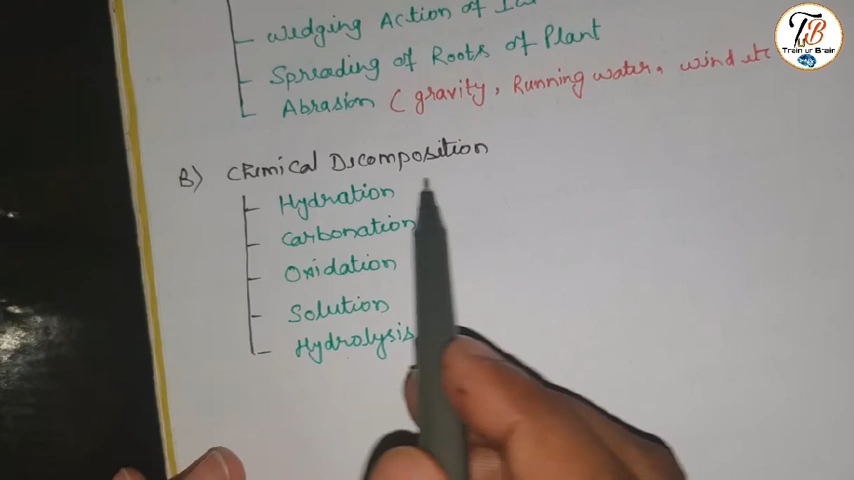 Wedging Action of
Spreading of Roots of Plant
Abrasion (gravity, Running water, wind etc
B) Chemical Decomposition
Hydration
Carbonation
Oxidation
Solution
Hydrolysis
TUB
Train ur Brain